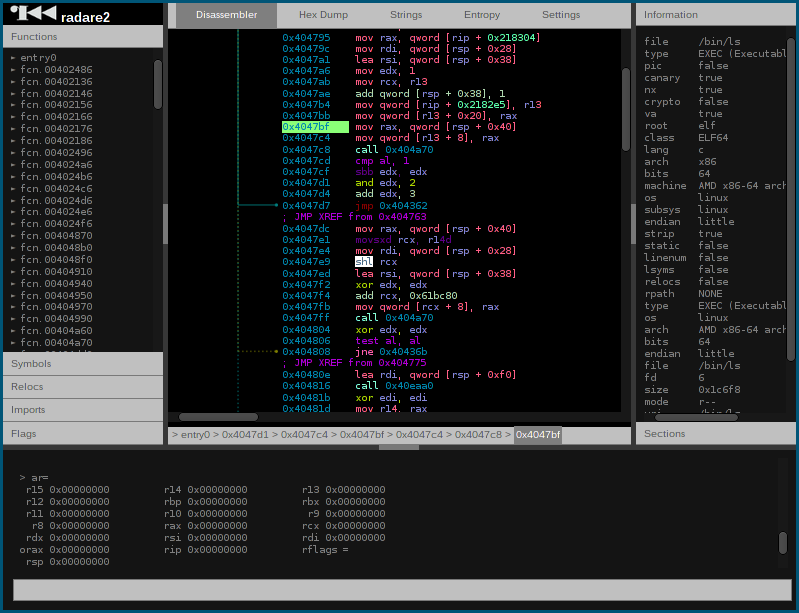 radare2
Functions
► entry0
► fcn.00402486
► fcn.00402136
► fcn.00402146
► fcn.00402156
► fcn.00402166
► fcn.00402176
► fcn.00402186
► fcn.00402496
► fcn.004024a6
► fcn.004024b6
► fcn.004024c6
► fcn.004024d6
► fcn.004024e6
► fcn.004024f6
► fcn.00404870
► fcn.004048b0
► fcn.004048f0
► fcn.00404910
► fcn.00404940
► fcn.00404950
► fcn.00404970
► fcn.00404990
► fcn.00404a60
► fcn.00404a70
Symbols
Relocs
Imports
Flags
Disassembler Hex Dump Strings Entropy Settings
0x404795 mov rax, qword [rip + 0x218304]
0x40479c mov rdi, qword [rsp + 0x28]
0x4047a1 lea rsi, qword [rsp + 0x38]
0x4047a6 mov edx, 1
0x4047ab mov rcx, r13
0x4047ae add qword [rsp + 0x38], 1
0x4047b4 mov qword [rip + 0x2182e5], r13
0x4047bb mov qword [r13 + 0x20], rax
0x4047bf mov rax, qword [rsp + 0x40]
0x4047c4 mov qword [r13 + 8], rax
0x4047c8 call 0x404a70
0x4047cd cmp al, 1
0x4047cf sbb edx, edx
0x4047d1 and edx, 2
0x4047d4 add edx, 3
0x4047d7 jmp 0x404362
; JMP XREF from 0x404763
0x4047dc mov rax, qword [rsp + 0x40]
0x4047e1 movsxd rcx, r14d
0x4047e4 mov rdi, qword [rsp + 0x28]
0x4047e9 shl rcx
0x4047ed lea rsi, qword [rsp + 0x38]
0x4047f2 xor edx, edx
0x4047f4 add rcx, 0x61bc80
0x4047fb mov qword [rcx + 8], rax
0x4047ff call 0x404a70
0x404804 xor edx, edx
0x404806 test al, al
0x404808 jne 0x40436b
; JMP XREF from 0x404775
0x40480e lea rdi, qword [rsp + 0xf0]
0x404816 call 0x40eaa0
0x40481b xor edi, edi
0x40481d mov r14, rax
> entry0 > 0x4047d1 > 0x4047c4 > 0x4047bf > 0x4047c4 > 0x4047c8 > 0x4047bf
Information
file /bin/ls
type EXEC (Executabl
pic false
canary true
nx true
crypto false
va true
root elf
class ELF64
lang c
arch x86
bits 64
machine AMD x86-64 arch
os linux
subsys linux
endian little
strip true
static false
linenum false
lsyms false
relocs false
rpath NONE
type EXEC (Executabl
os linux
arch AMD x86-64 arch
bits 64
endian little
file /bin/ls
fd 6
size 0x1c6f8
mode r--
Sections
> ar=
r15 0x00000000 r14 0x00000000 r13 0x00000000
r12 0x00000000 rbp 0x00000000 rbx 0x00000000
r11 0x00000000 r10 0x00000000 r9 0x00000000
r8 0x00000000 rax 0x00000000 rcx 0x00000000
rdx 0x00000000 rsi 0x00000000 rdi 0x00000000
orax 0x00000000 rip 0x00000000 rflags =
rsp 0x00000000